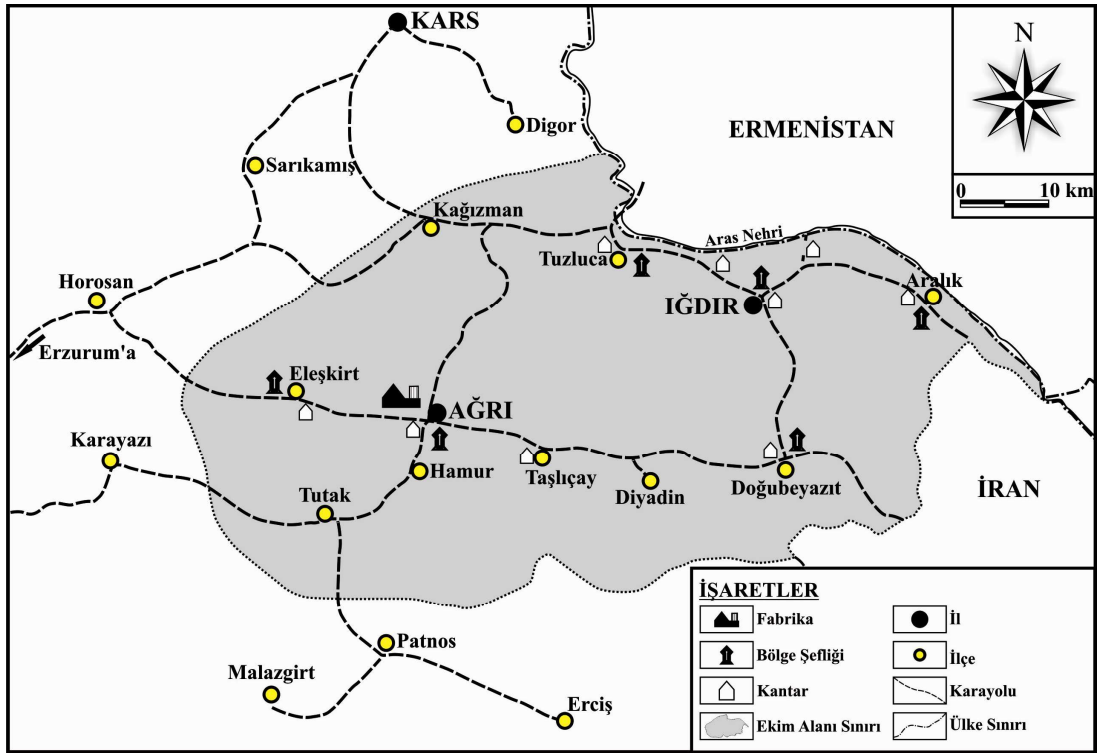 KARS
N
Digor
ERMENİSTAN
Sarıkamış
0 10 km
Kağızman
Aras Nehri
Tuzluca
Horosan
Aralık
IĞDIR
Erzurum'a
Eleşkirt
AĞRI
Karayazı
Hamur
Taşlıçay
Diyadin
Doğubeyazıt
İRAN
Tutak
Patnos
Malazgirt
Erciş
İŞARETLER
Fabrika
İl
Bölge Şefliği
İlçe
Kantar
Karayolu
Ekim Alanı Sınırı
Ülke Sınırı